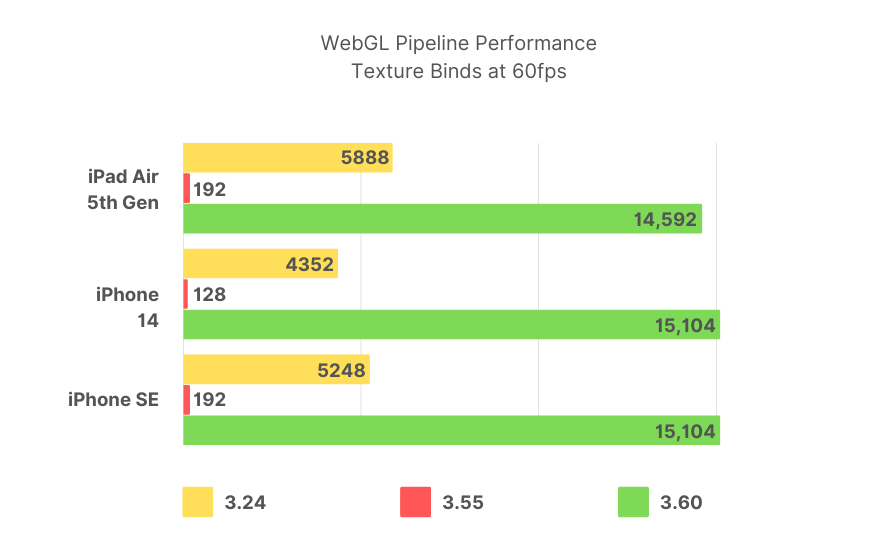 WebGL Pipeline Performance
Texture Binds at 60fps
iPad Air
5th Gen
5888
192
14,592
iPhone
14
4352
128
15,104
iPhone SE
5248
192
15,104
3.24
3.55
3.60